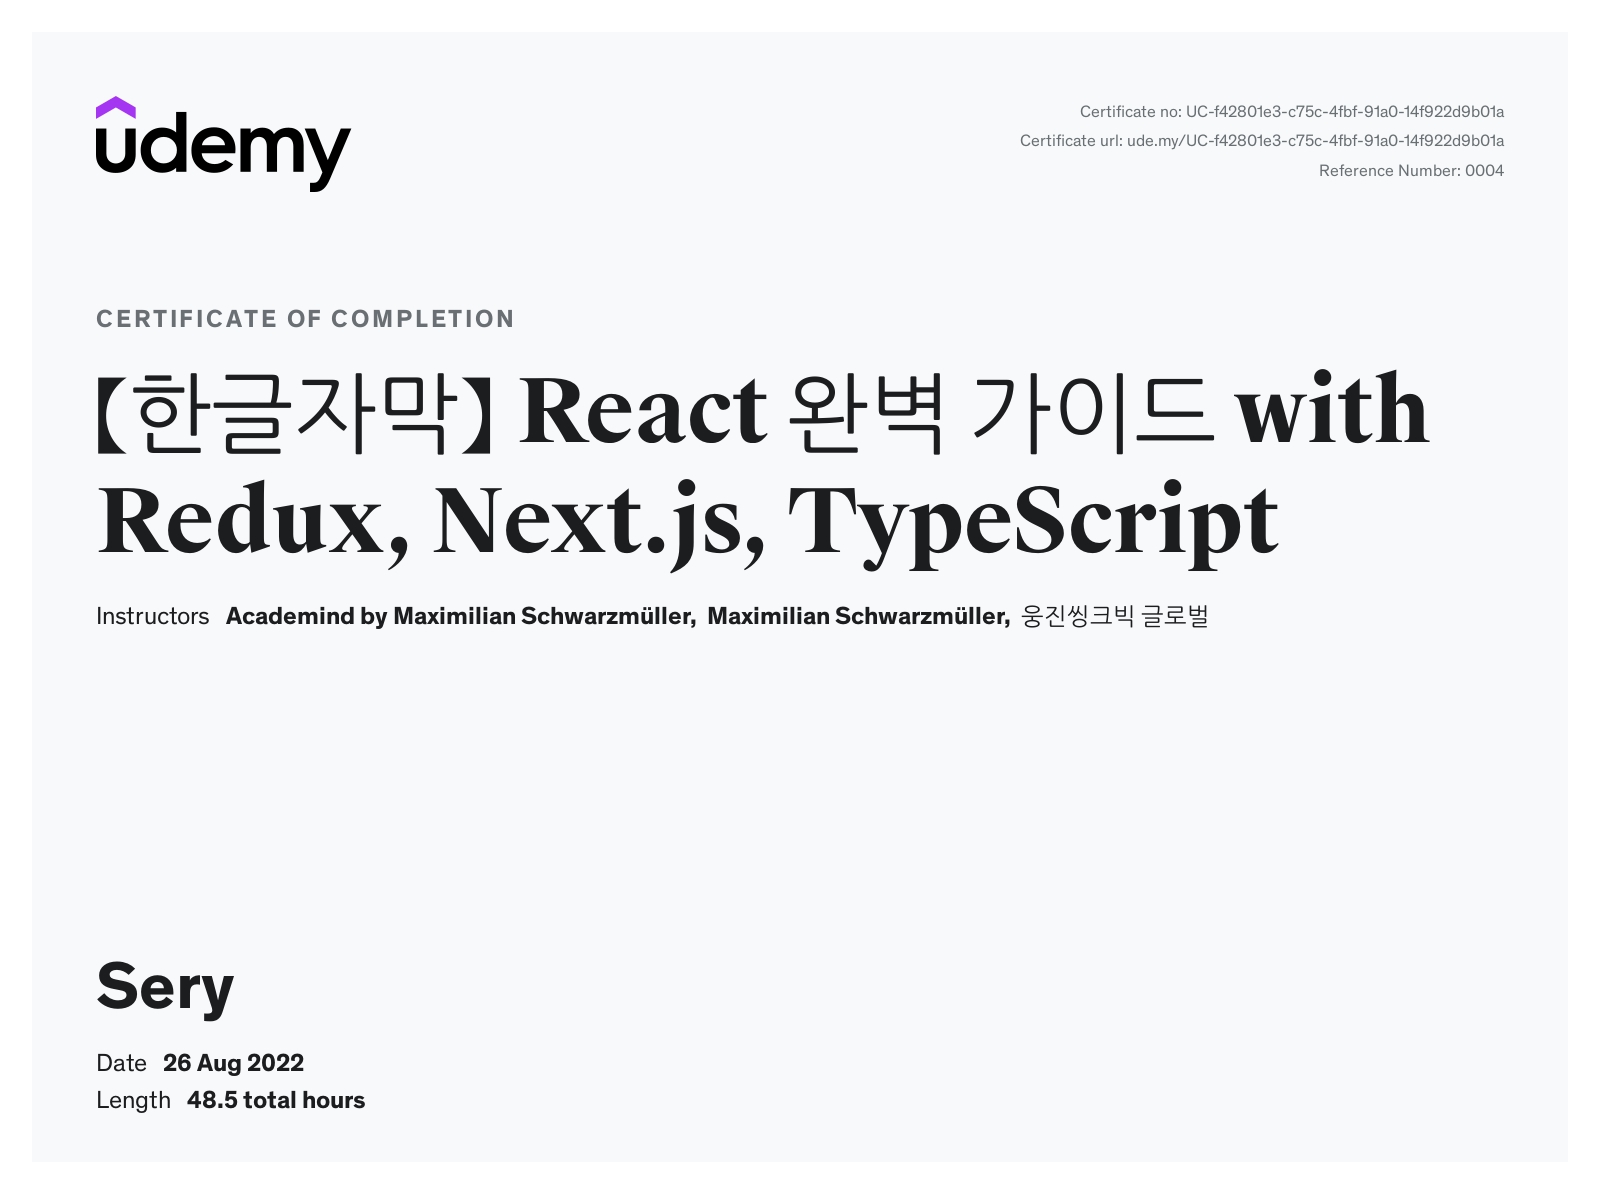 udemy
Certificate no: UC-f42801e3-c75c-4fbf-91a0-14f922d9b01a
Certificate url: ude.my/UC-f42801e3-c75c-4fbf-91a0-14f922d9b01a
Reference Number: 0004
CERTIFICATE OF COMPLETION
【한글자막】 React 완벽 가이드 with
Redux, Next.js, TypeScript
Instructors Academind by Maximilian Schwarzmüller, Maximilian Schwarzmüller, 웅진씽크빅 글로벌
Sery
Date 26 Aug 2022
Length 48.5 total hours